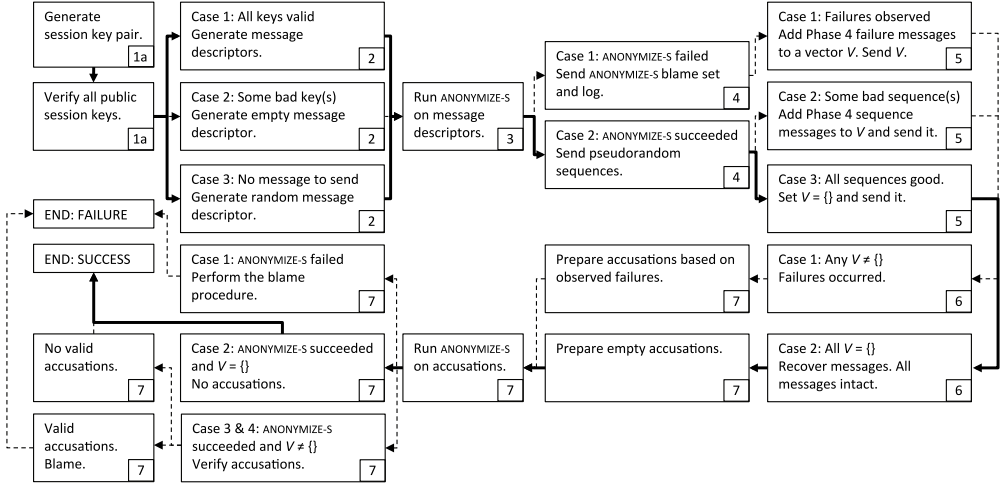 Generate
session key pair.
1a
Verify all public
session keys.
1a
Case 1: All keys valid
Generate message
descriptors.
2
Case 2: Some bad key(s)
Generate empty message
descriptor.
2
Case 3: No message to send
Generate random message
descriptor.
2
Run ANONYMIZE-S
on message
descriptors.
3
Case 1: ANONYMIZE-S failed
Send ANONYMIZE-S blame set
and log.
4
Case 2: ANONYMIZE-S succeeded
Send pseudorandom
sequences.
4
Case 1: Failures observed
Add Phase 4 failure messages
to a vector V. Send V.
5
Case 2: Some bad sequence(s)
Add Phase 4 sequence
messages to V and send it.
5
Case 3: All sequences good.
Set V = {} and send it.
5
Case 1: Any V ≠ {}
Failures occurred.
6
Case 2: All V = {}
Recover messages. All
messages intact.
6
Prepare accusations based on
observed failures.
7
Prepare empty accusations.
7
Run ANONYMIZE-S
on accusations.
7
Case 1: ANONYMIZE-S failed
Perform the blame
procedure.
7
Case 2: ANONYMIZE-S succeeded
and V = {}
No accusations.
7
Case 3 & 4: ANONYMIZE-S
succeeded and V ≠ {}
Verify accusations.
7
END: FAILURE
END: SUCCESS
No valid
accusations.
7
Valid
accusations.
Blame.
7